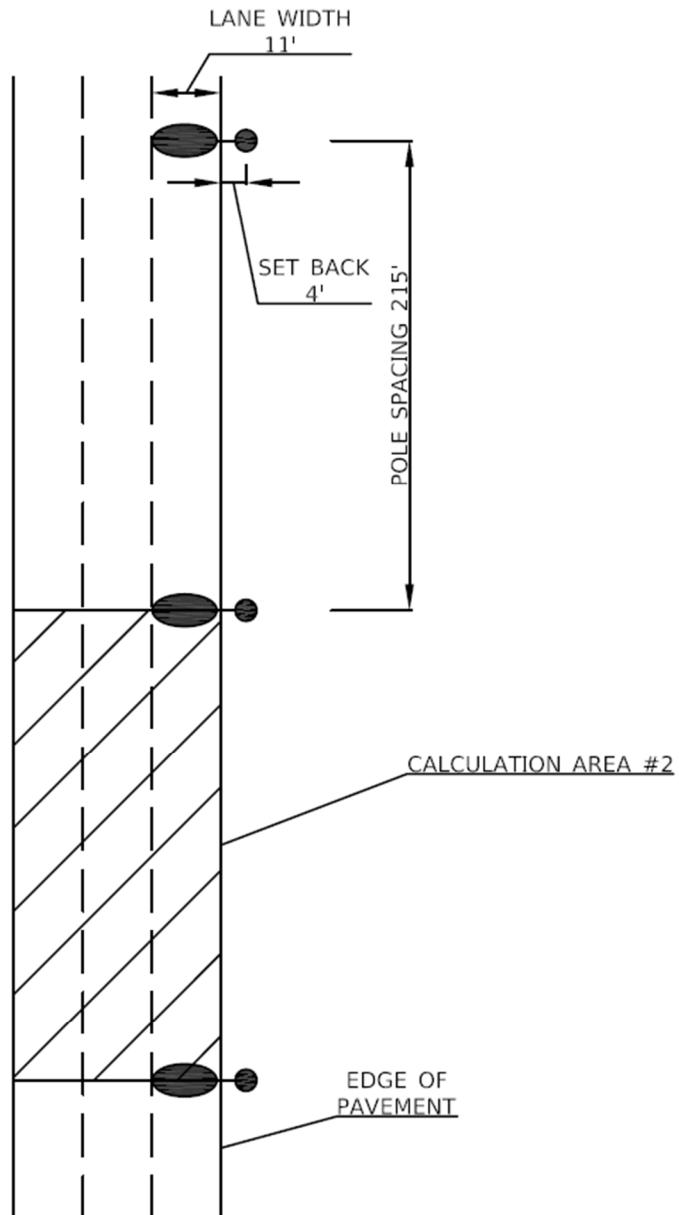 LANE WIDTH
11'
SET BACK
4'
POLE SPACING 215'
CALCULATION AREA #2
EDGE OF
PAVEMENT